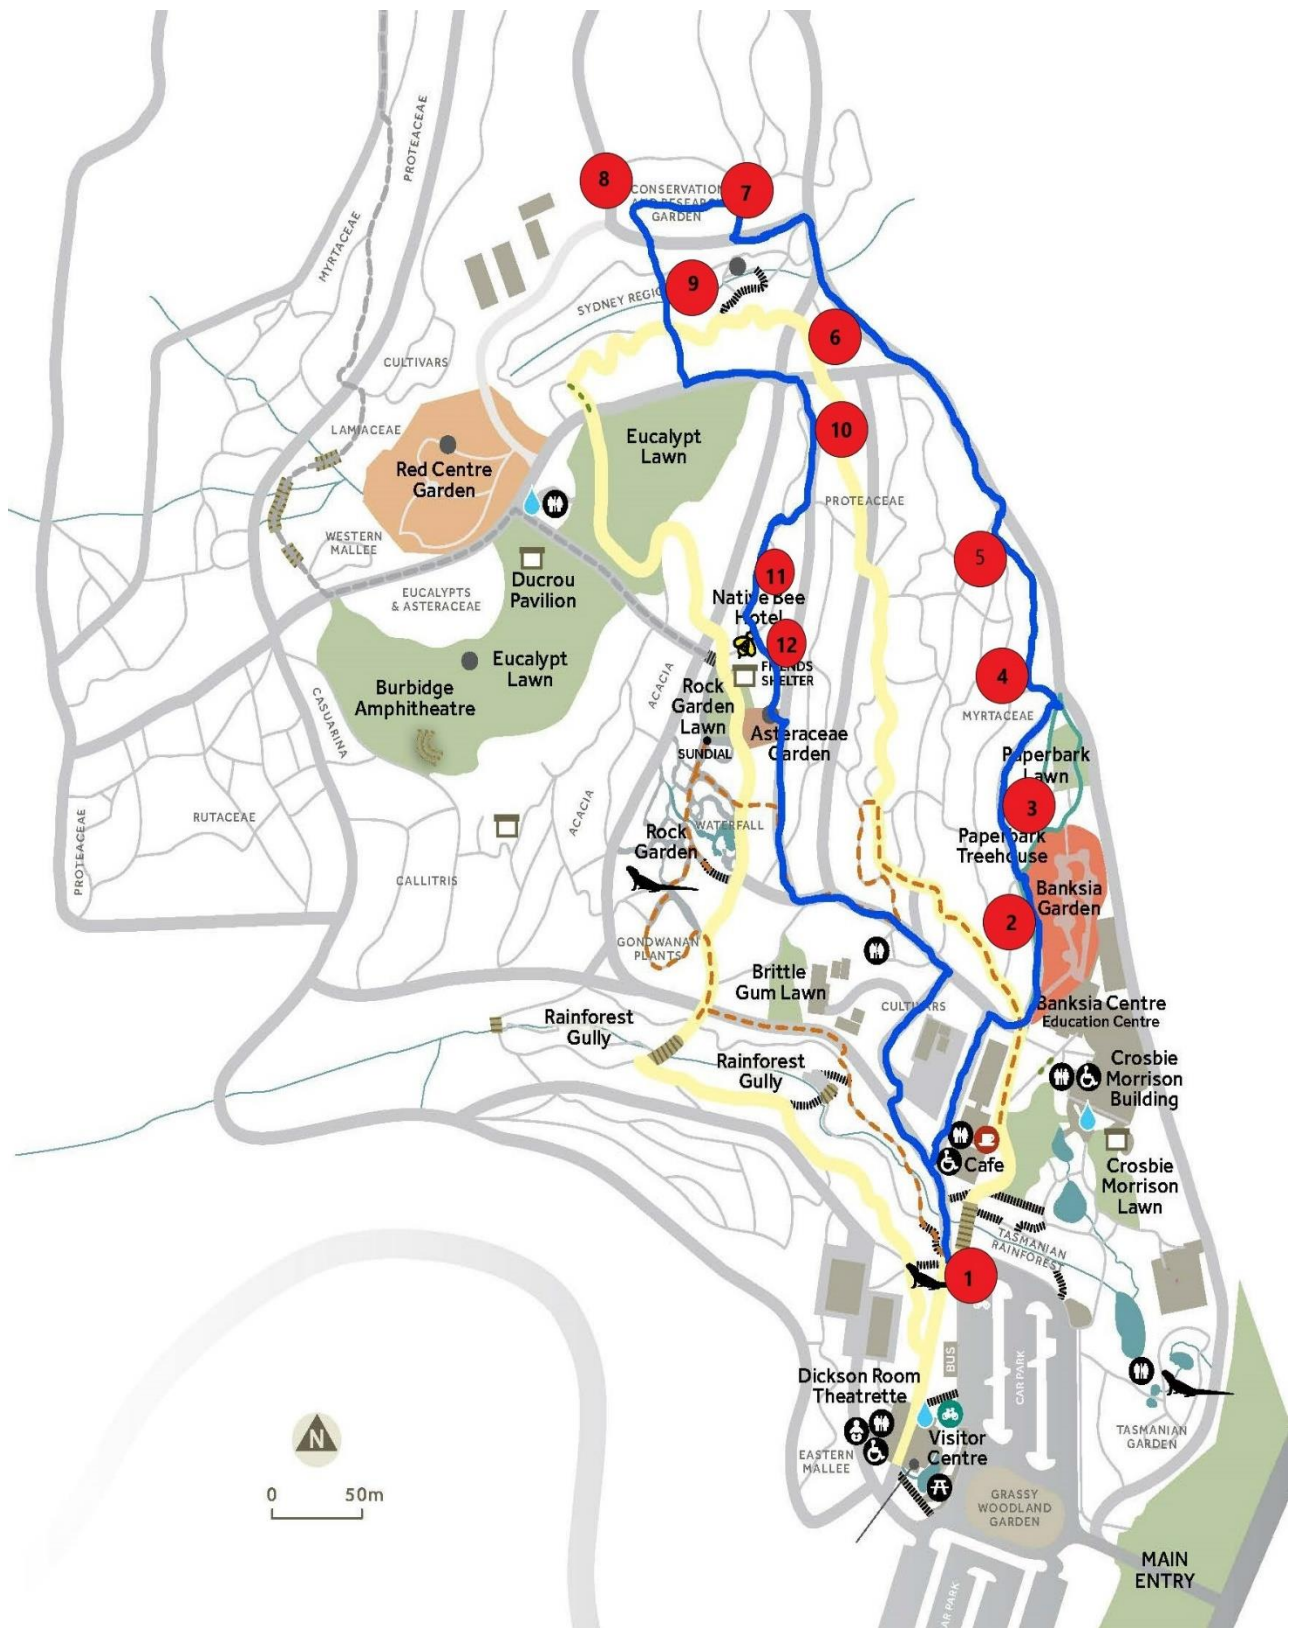 PROTEACEAE
MYRTACEAE
8
7
CONSERVATION
AND RESEARCH
GARDEN
9
SYDNEY REGIO
6
CULTIVARS
LAMIACEAE
Red Centre
Garden
Eucalypt
Lawn
10
PROTEACEAE
WESTERN
MALLEE
EUCALYPTS
& ASTERACEAE
Ducrou
Pavilion
5
11
Native Bee
Hotel
12
FRIENDS
SHELTER
4
MYRTACEAE
Eucalypt
Lawn
Burbidge
Amphitheatre
CASUARINA
ACACIA
Rock
Garden
Lawn
SUNDIAL
Asteraceae
Garden
Paperbark
Lawn
3
Paperbark
Treehouse
PROTEACEAE
RUTACEAE
ACACIA
CALLITRIS
WATERFALL
Rock
Garden
Banksia
Garden
2
GONDWANAN
PLANTS
Brittle
Gum Lawn
CULTIVARS
Banksia Centre
Education Centre
Rainforest
Gully
Rainforest
Gully
Crosbie
Morrison
Building
Cafe
Crosbie
Morrison
Lawn
TASMANIAN
RAINFOREST
1
BUS
CAR PARK
Dickson Room
Theatrette
Visitor
Centre
EASTERN
MALLEE
TASMANIAN
GARDEN
N
0 50m
GRASSY
WOODLAND
GARDEN
MAIN
ENTRY
AR PARK